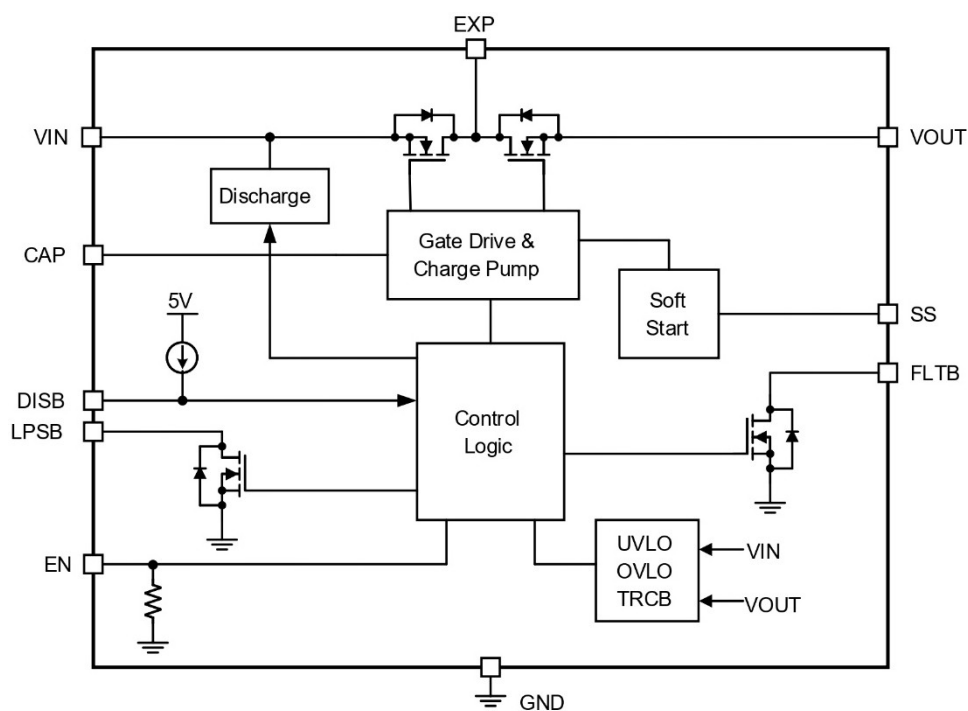 EXP
VIN
VOUT
Discharge
Gate Drive &
Charge Pump
CAP
Soft
Start
SS
5V
FLTB
DISB
LPSB
Control
Logic
EN
UVLO
OVLO
TRCB
VIN
VOUT
GND